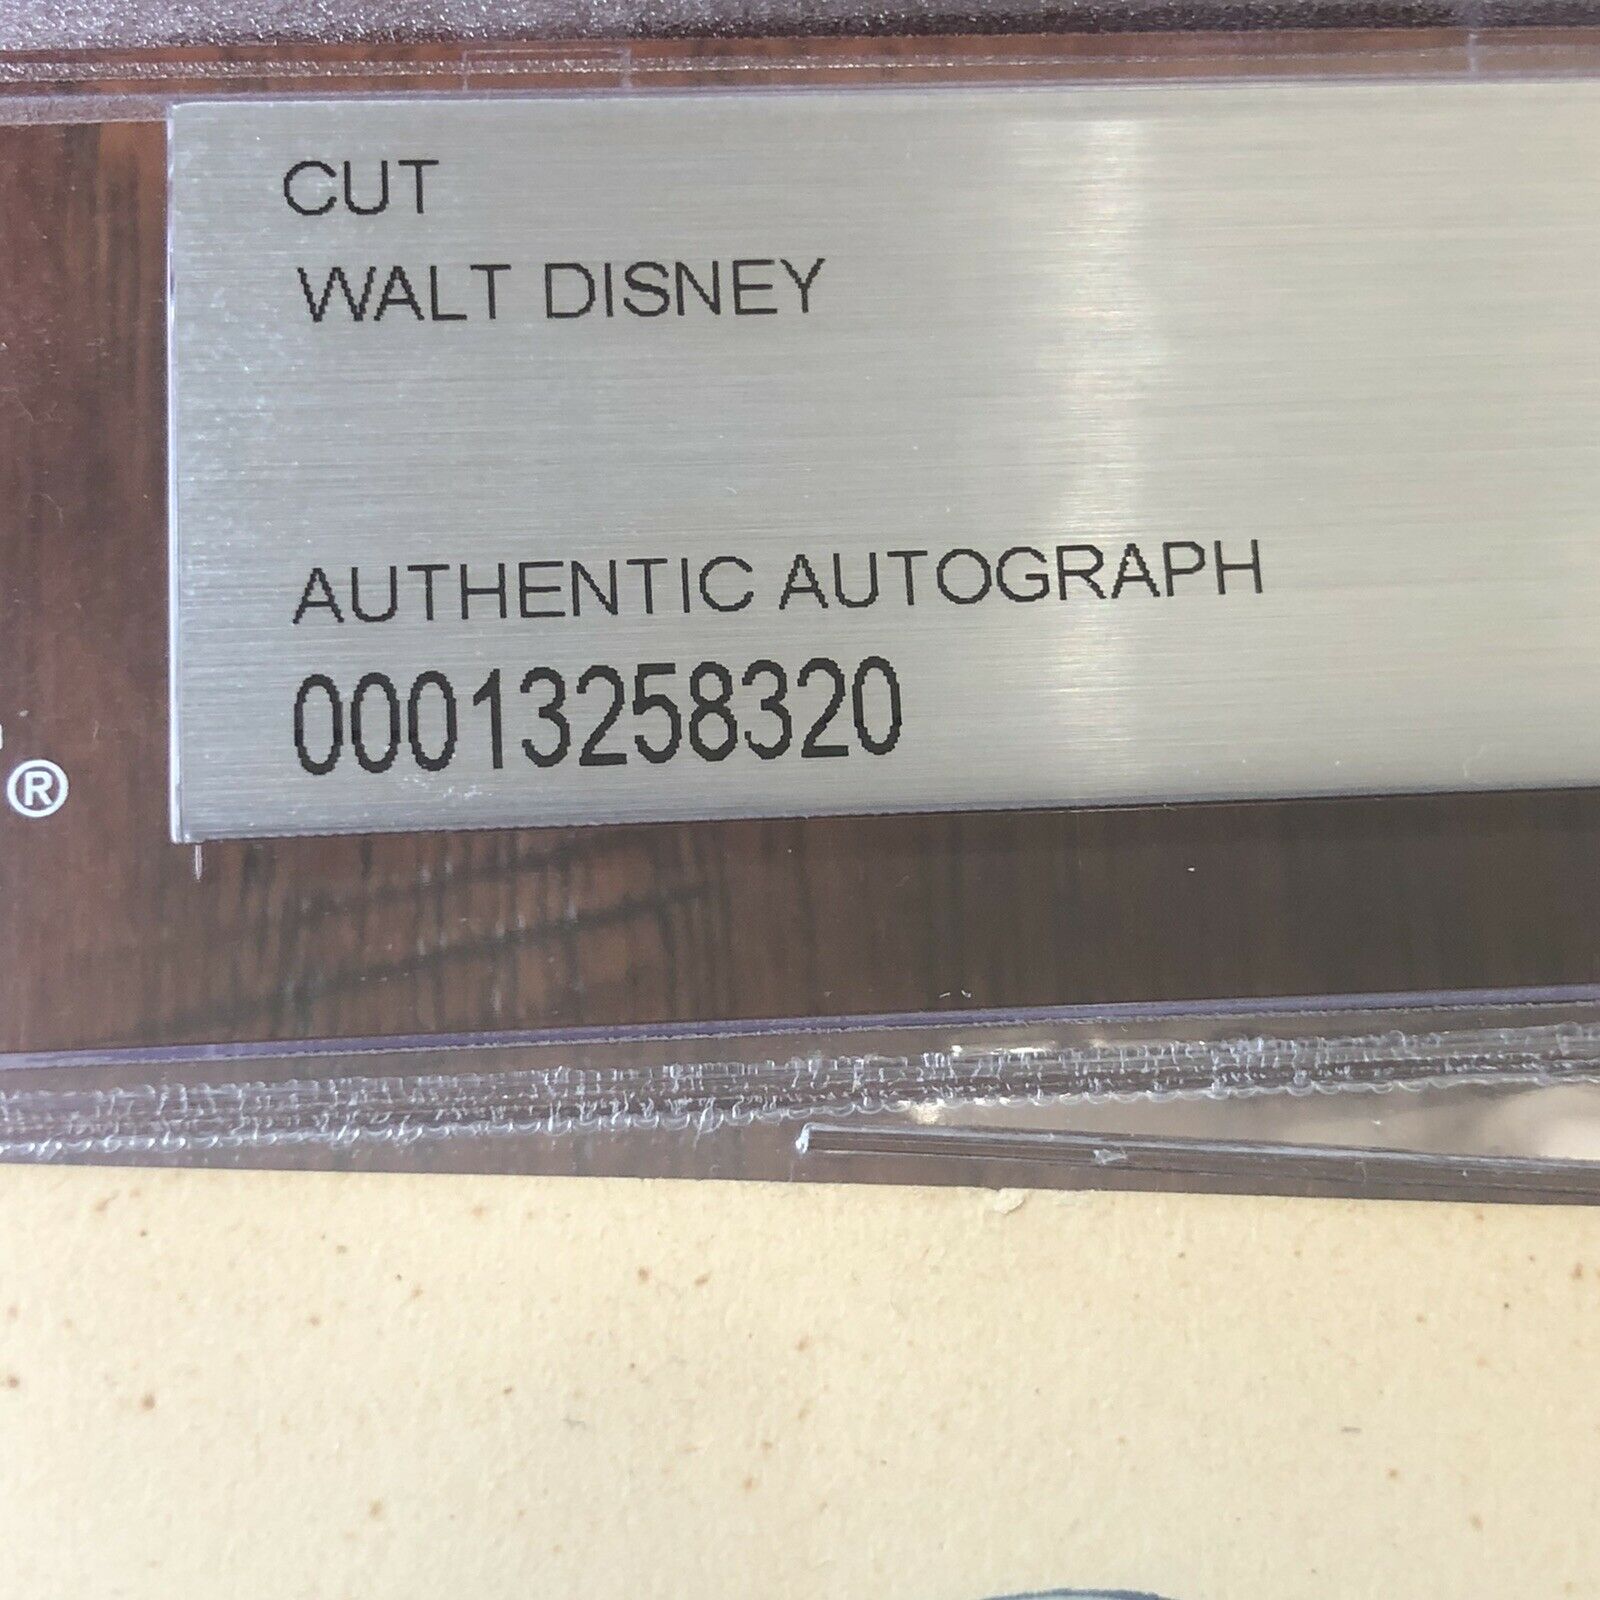 CUT
WALT DISNEY
AUTHENTIC AUTOGRAPH
00013258320
®